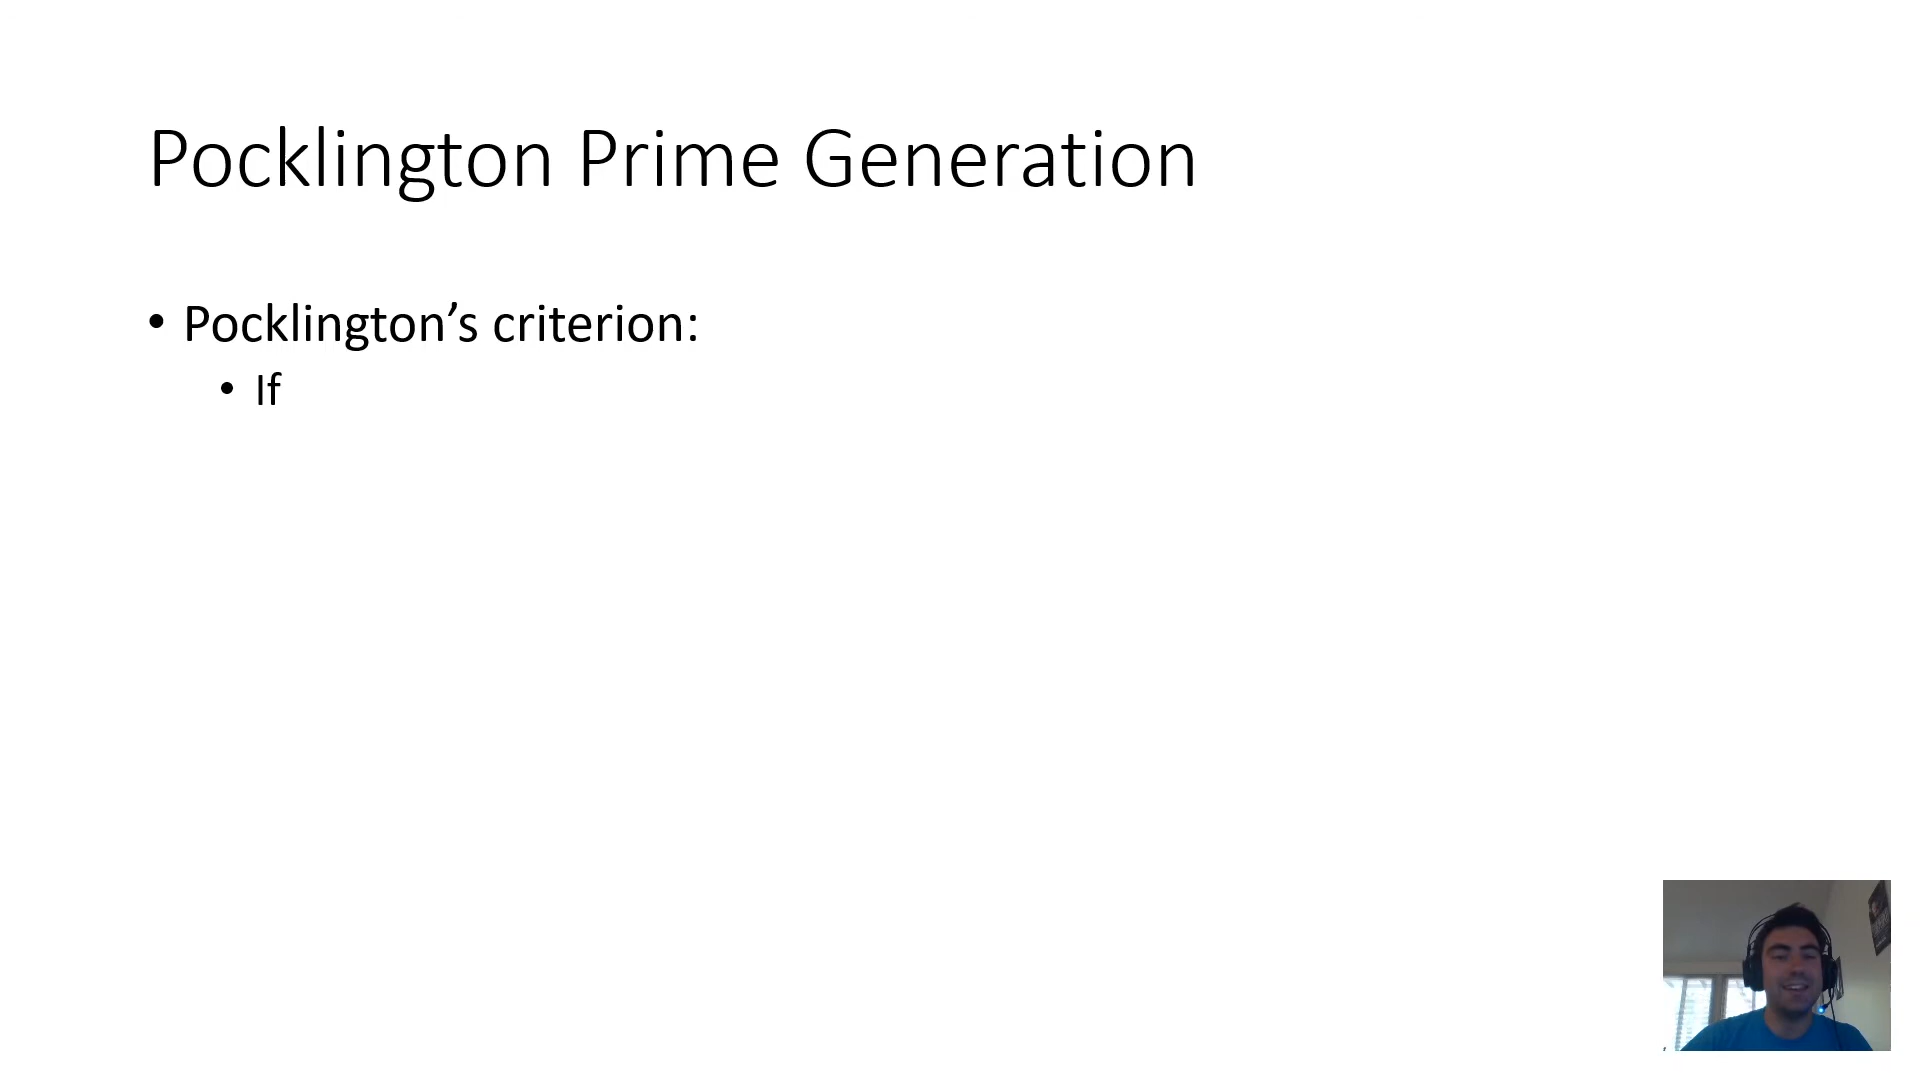 Pocklington Prime Generation
• Pocklington’s criterion:
• If